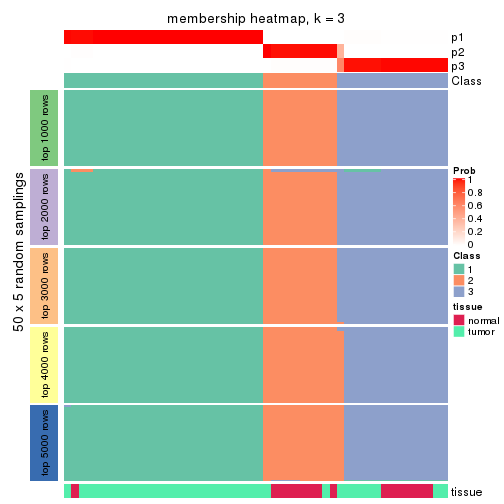 membership heatmap, k = 3
p1
p2
p3
Class
50 x 5 random samplings
top 1000 rows
top 2000 rows
top 3000 rows
top 4000 rows
top 5000 rows
Prob
1
0.8
0.6
0.4
0.2
0
Class
1
2
3
tissue
normal
tumor
tissue